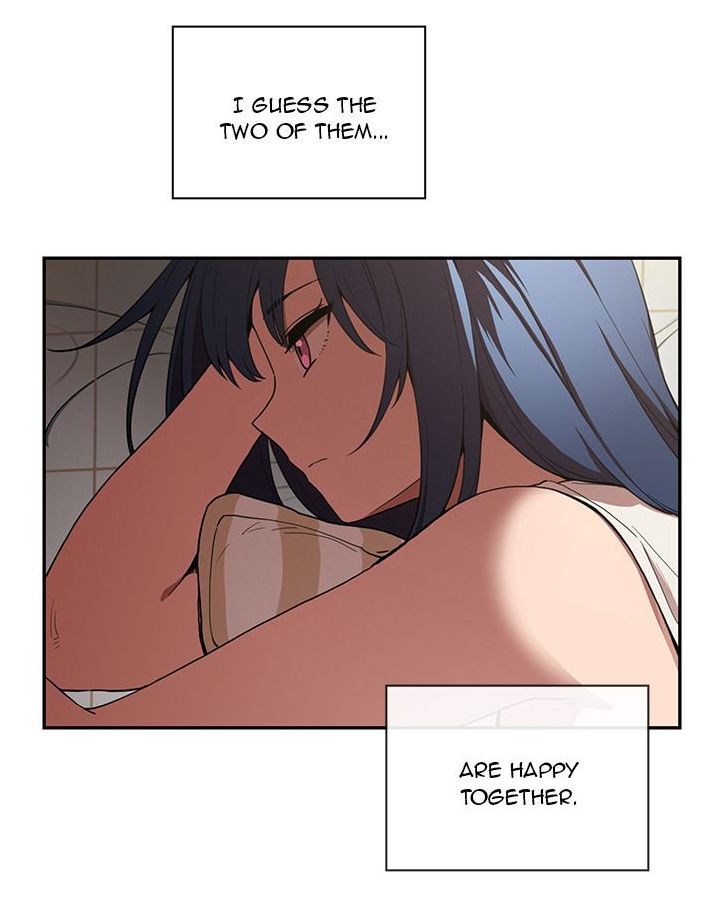 I GUESS THE
TWO OF THEM...
ARE HAPPY
TOGETHER.